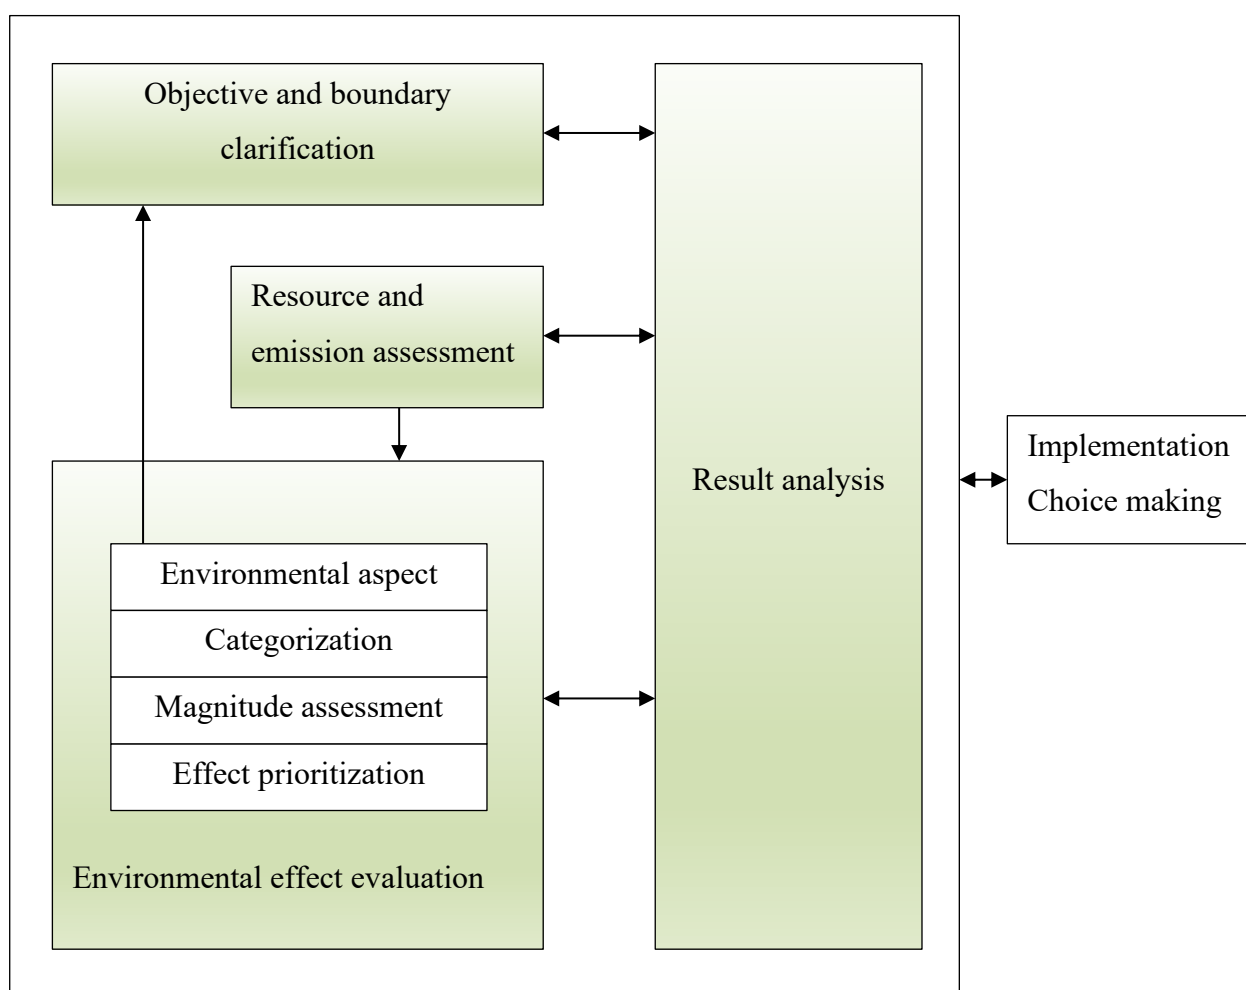 Objective and boundary
clarification
Resource and
emission assessment
Environmental aspect
Categorization
Magnitude assessment
Effect prioritization
Environmental effect evaluation
Result analysis
Implementation
Choice making